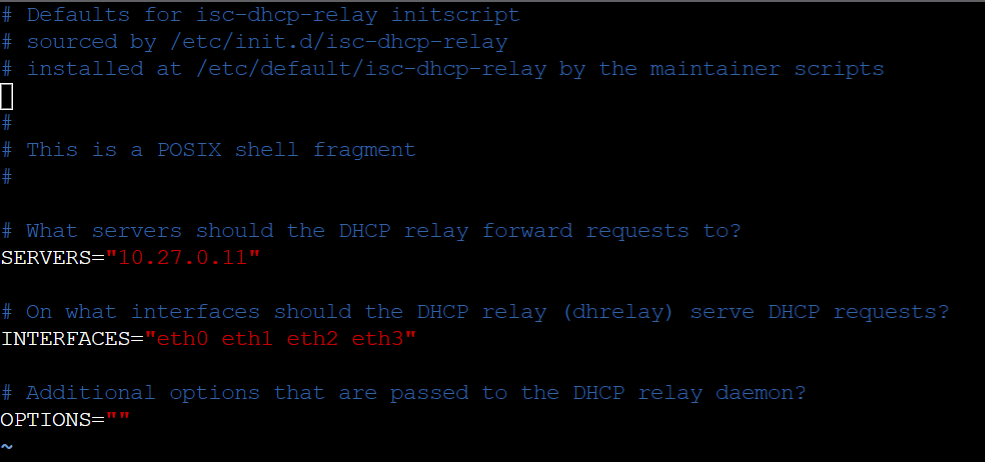 # Defaults for isc-dhcp-relay initscript
# sourced by /etc/init.d/isc-dhcp-relay
# installed at /etc/default/isc-dhcp-relay by the maintainer scripts
#
# This is a POSIX shell fragment
#
# What servers should the DHCP relay forward requests to?
SERVERS="10.27.0.11"
# On what interfaces should the DHCP relay (dhrelay) serve DHCP requests?
INTERFACES="eth0 eth1 eth2 eth3"
# Additional options that are passed to the DHCP relay daemon?
OPTIONS=""
~